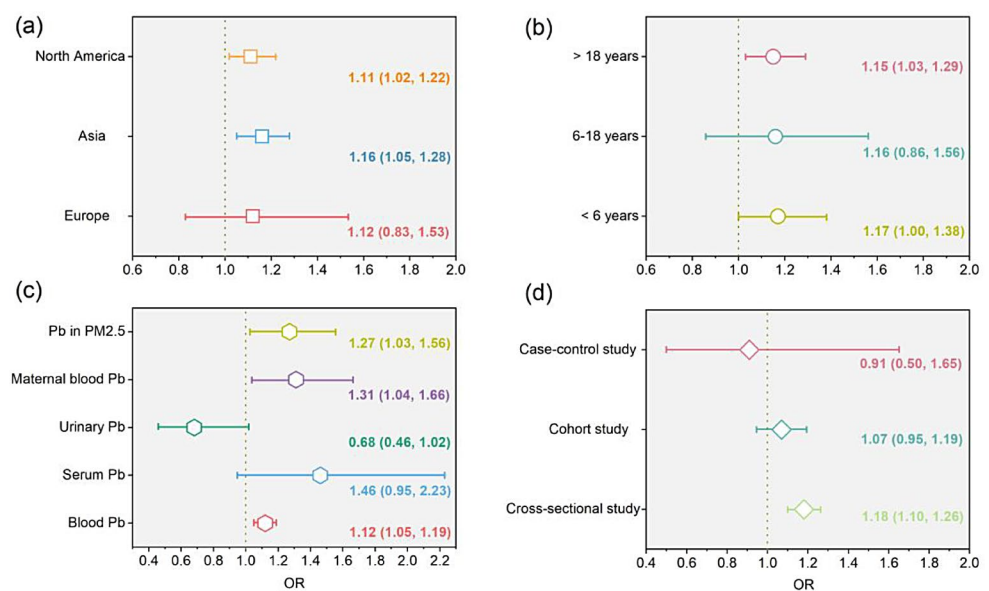 (a)
North America
1.11 (1.02, 1.22)
Asia
1.16 (1.05, 1.28)
Europe
1.12 (0.83, 1.53)
0.6 0.8 1.0 1.2 1.4 1.6 1.8 2.0
(b)
> 18 years
1.15 (1.03, 1.29)
6-18 years
1.16 (0.86, 1.56)
< 6 years
1.17 (1.00, 1.38)
0.6 0.8 1.0 1.2 1.4 1.6 1.8 2.0
(c)
Pb in PM2.5
1.27 (1.03, 1.56)
Maternal blood Pb
1.31 (1.04, 1.66)
Urinary Pb
0.68 (0.46, 1.02)
Serum Pb
1.46 (0.95, 2.23)
Blood Pb
1.12 (1.05, 1.19)
0.4 0.6 0.8 1.0 1.2 1.4 1.6 1.8 2.0 2.2
OR
(d)
Case-control study
0.91 (0.50, 1.65)
Cohort study
1.07 (0.95, 1.19)
Cross-sectional study
1.18 (1.10, 1.26)
0.4 0.6 0.8 1.0 1.2 1.4 1.6 1.8 2.0
OR